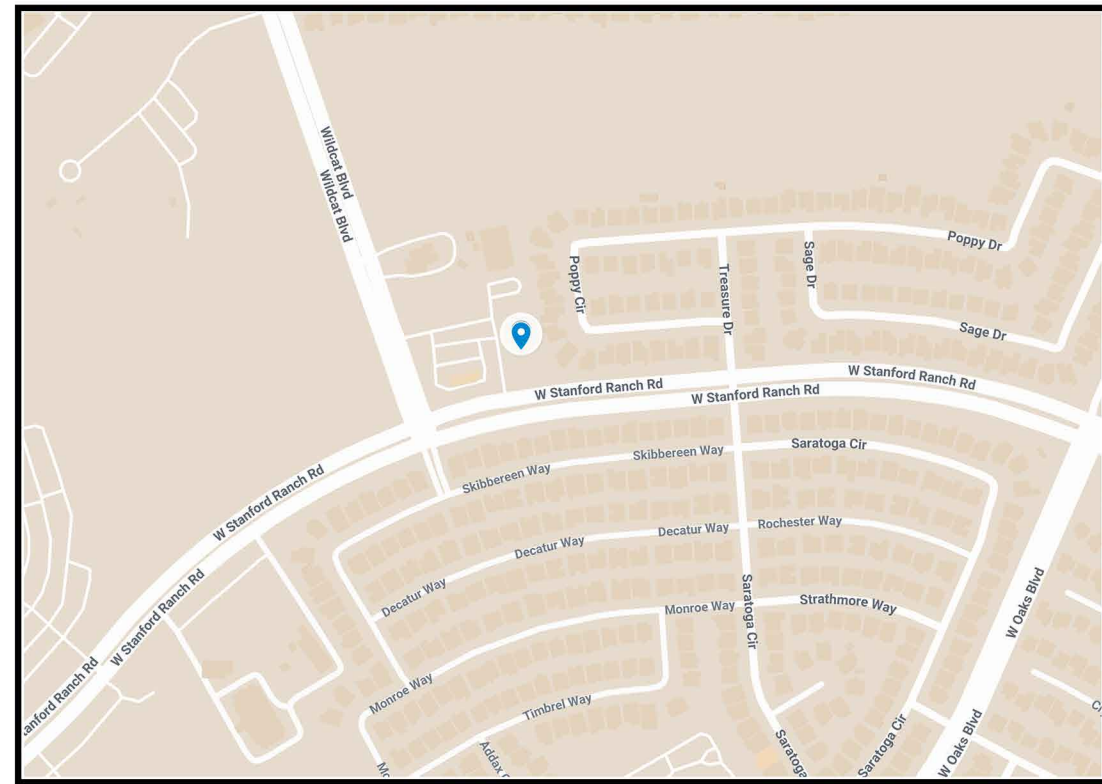 Wildcat Blvd
Wildcat Blvd
Poppy Dr
Poppy Cir
Treasure Dr
Sage Dr
Sage Dr
W Stanford Ranch Rd
W Stanford Ranch Rd
W Stanford Ranch Rd
Skibbereen Way
Saratoga Cir
Skibbereen Way
W Stanford Ranch Rd
Rochester Way
Decatur Way
Decatur Way
Decatur Way
W Stanford Ranch Rd
Saratoga Cir
Monroe Way
Strathmore Way
W Oaks Blvd
anford Ranch Rd
Monroe Way
Timbrel Way
Addax
Saratoga
Saratoga Cir
W Oaks Blvd